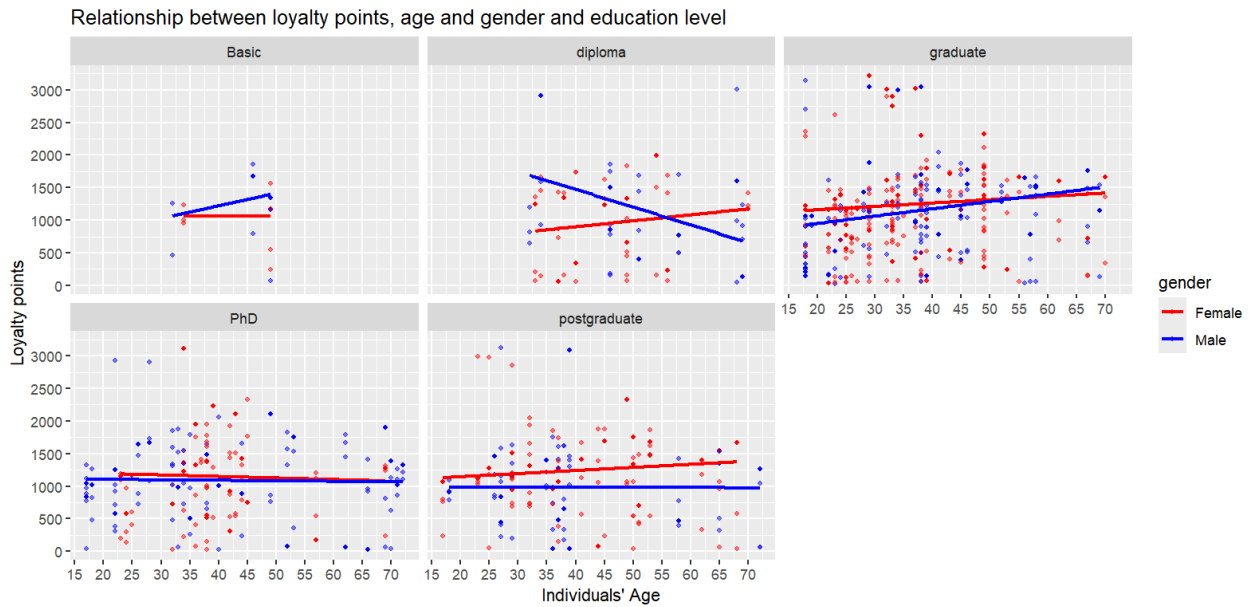 Relationship between loyalty points, age and gender and education level
Basic
diploma
graduate
3000
2500
2000
1500
1000
500
0
15 20 25 30 35 40 45 50 55 60 65 70
PhD
postgraduate
3000
2500
2000
1500
1000
500
0
15 20 25 30 35 40 45 50 55 60 65 70
15 20 25 30 35 40 45 50 55 60 65 70
Loyalty points
Individuals' Age
gender
Female
Male